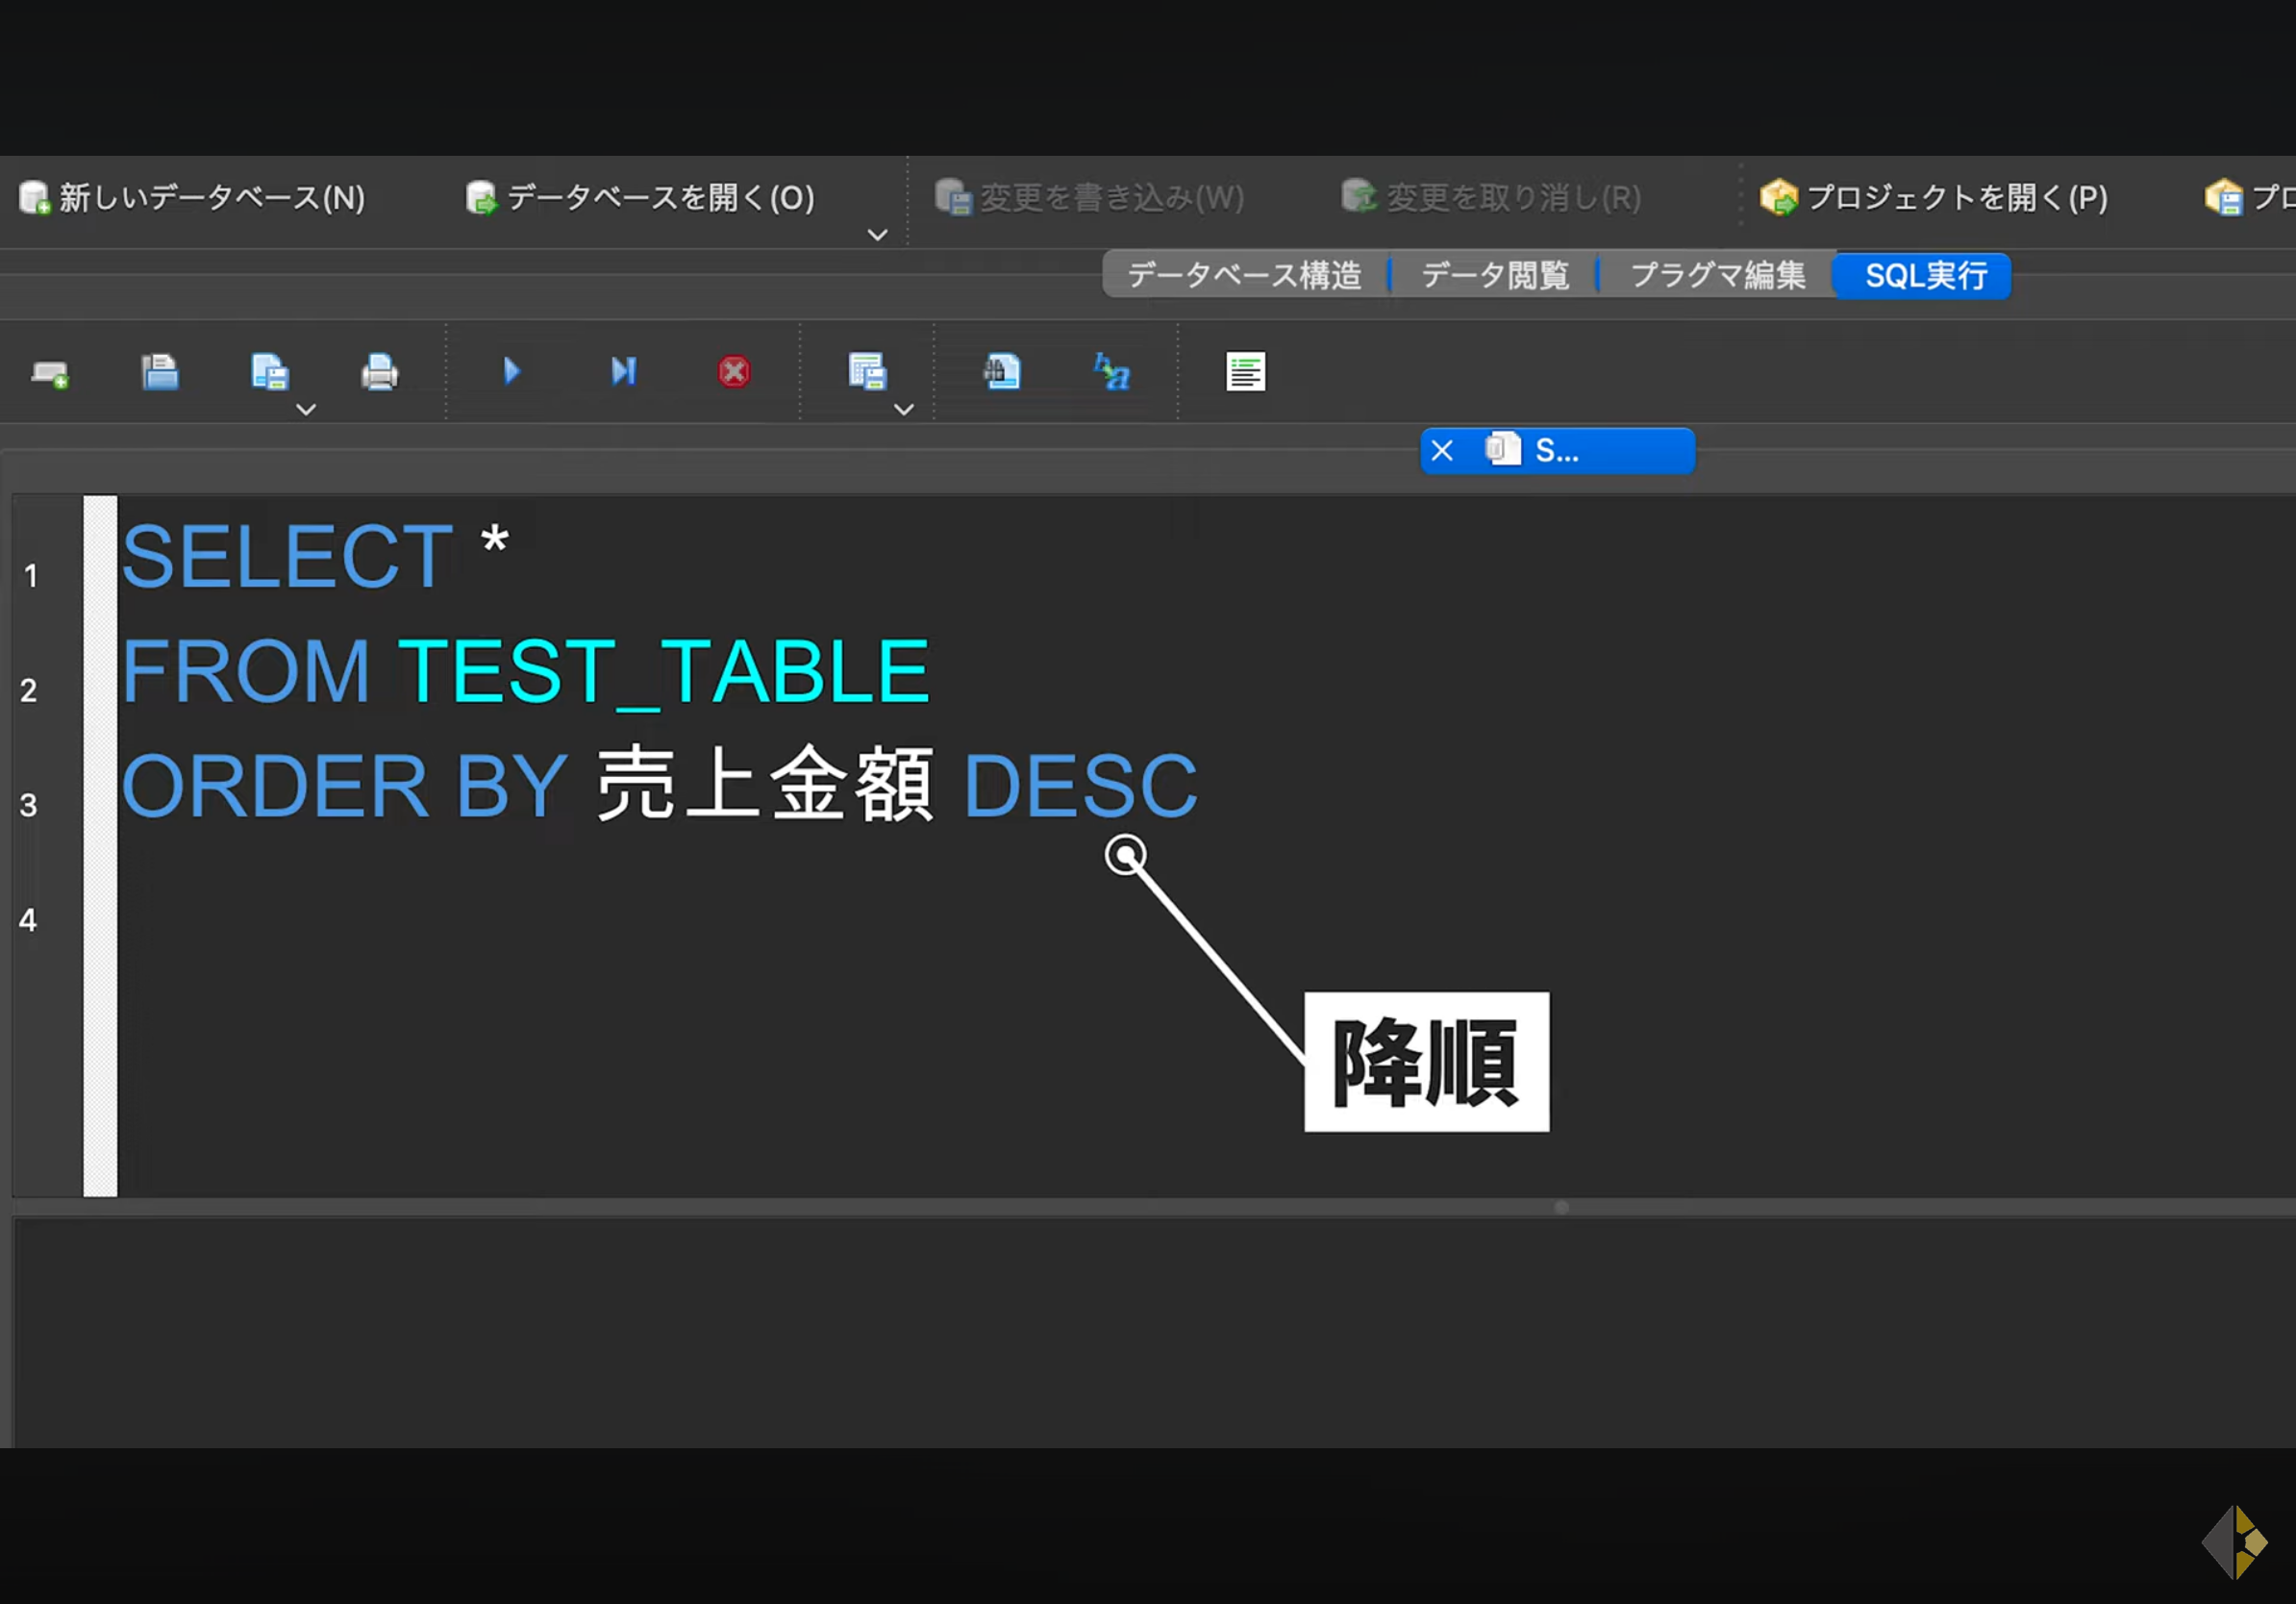 新しいデータベース(N) データベースを開く(O) 変更を書き込み(W) 変更を取り消し(R) プロジェクトを開く(P) プロ
データベース構造 データ閲覧 プラグマ編集 SQL実行
S...
1 SELECT *
2 FROM TEST_TABLE
3 ORDER BY 売上金額 DESC
4
降順